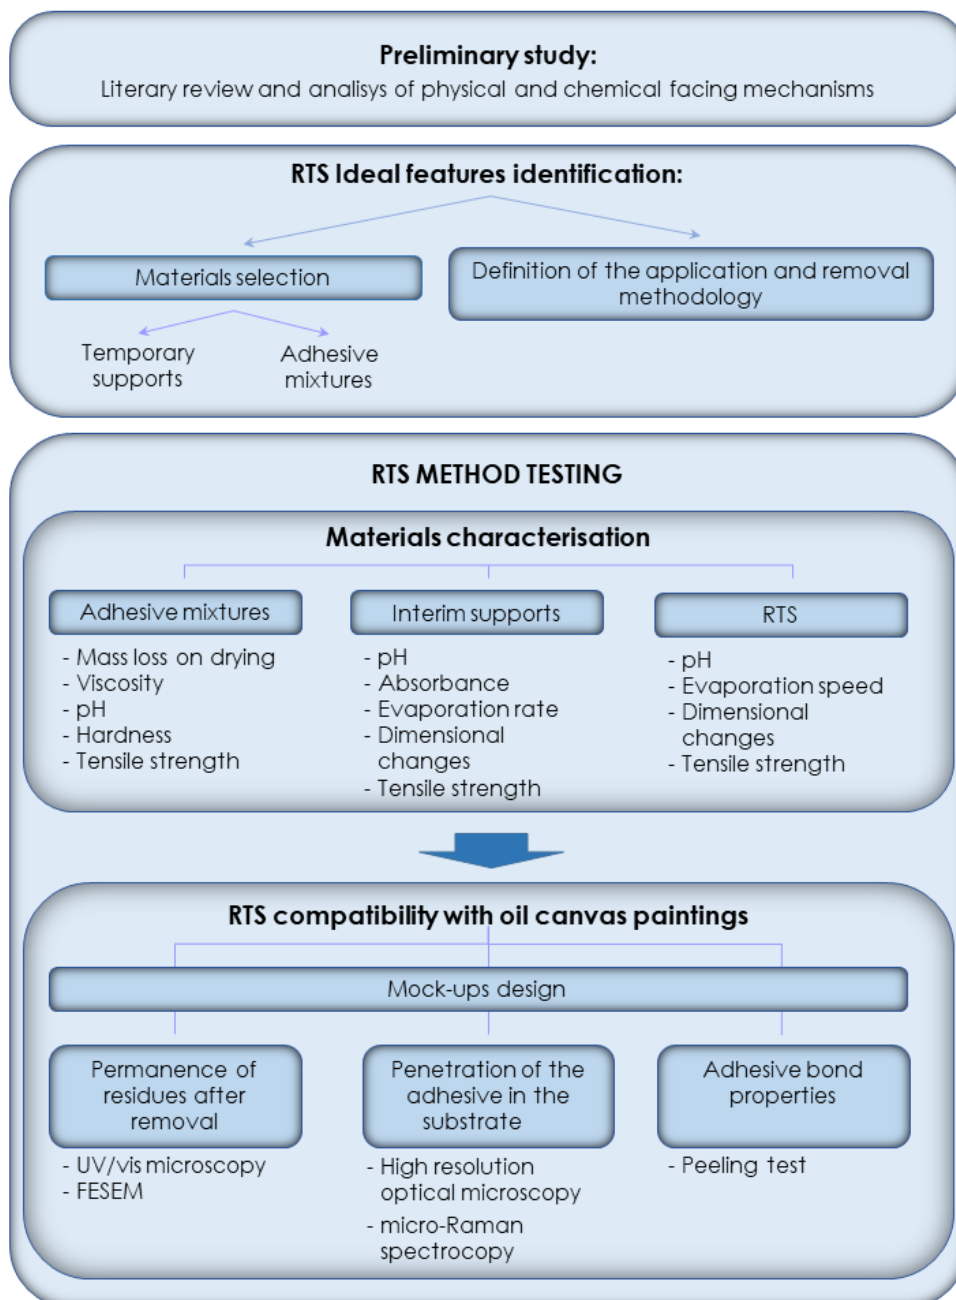 Preliminary study:
Literary review and analisys of physical and chemical facing mechanisms
RTS Ideal features identification:
Materials selection
Definition of the application and removal
methodology
Temporary
supports
Adhesive
mixtures
RTS METHOD TESTING
Materials characterisation
Adhesive mixtures
- Mass loss on drying
- Viscosity
- pH
- Hardness
- Tensile strength
Interim supports
- pH
- Absorbance
- Evaporation rate
- Dimensional
changes
- Tensile strength
RTS
- pH
- Evaporation speed
- Dimensional
changes
- Tensile strength
RTS compatibility with oil canvas paintings
Mock-ups design
Permanence of
residues after
removal
- UV/vis microscopy
- FESEM
Penetration of the
adhesive in the
substrate
- High resolution
optical microscopy
- micro-Raman
spectrocopy
Adhesive bond
properties
- Peeling test